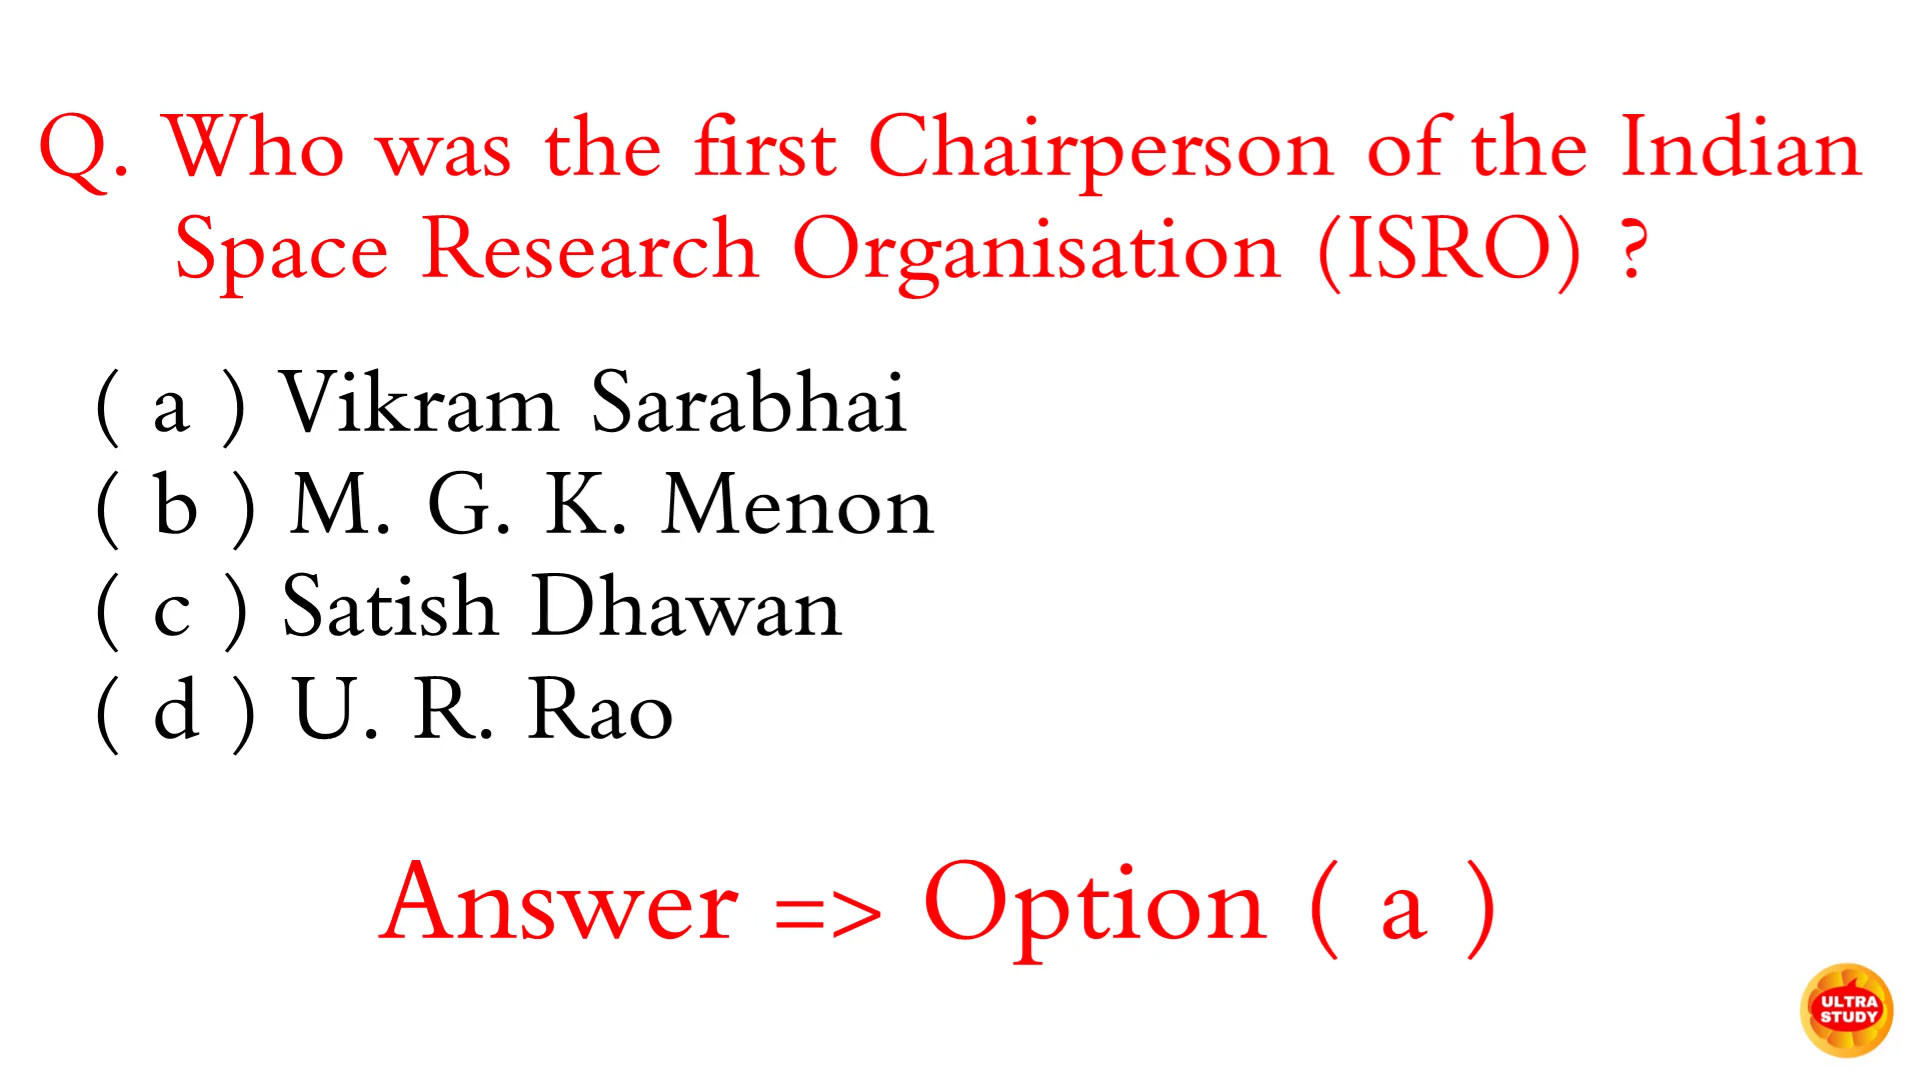 Q. Who was the first Chairperson of the Indian
Space Research Organisation (ISRO) ?
( a ) Vikram Sarabhai
( b ) M. G. K. Menon
( c ) Satish Dhawan
( d ) U. R. Rao
Answer => Option ( a )
ULTRA
STUDY